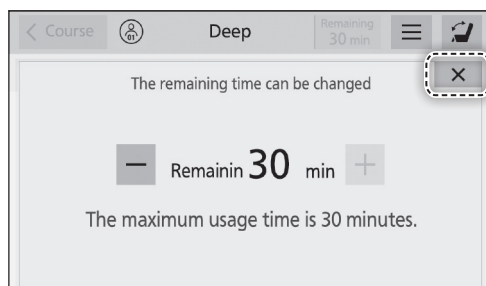 < Course 01 Deep Remaining 30 min
The remaining time can be changed
Remainin 30 min
The maximum usage time is 30 minutes.